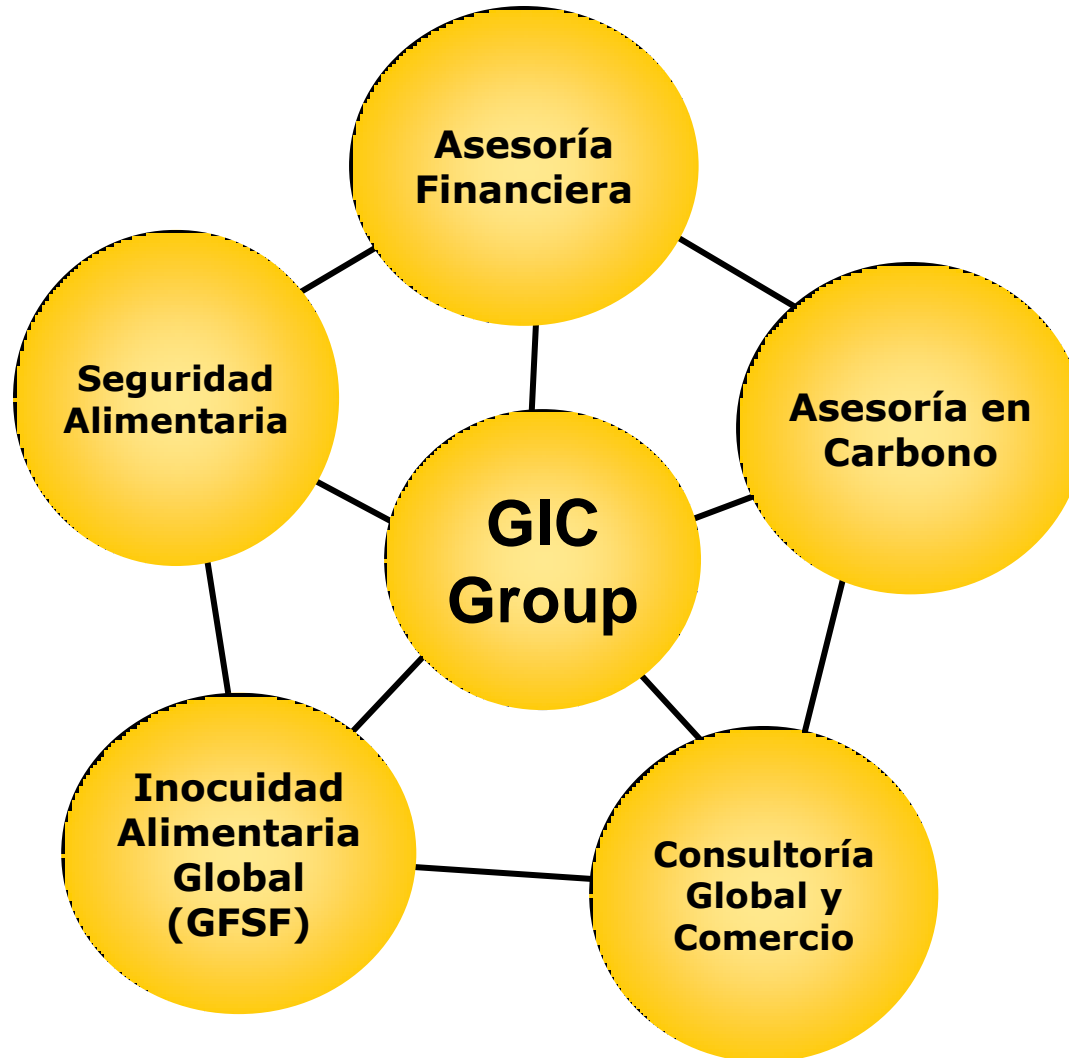 Asesoría
Financiera
Seguridad
Alimentaria
Asesoría en
Carbono
GIC
Group
Inocuidad
Alimentaria
Global
(GFSF)
Consultoría
Global y
Comercio